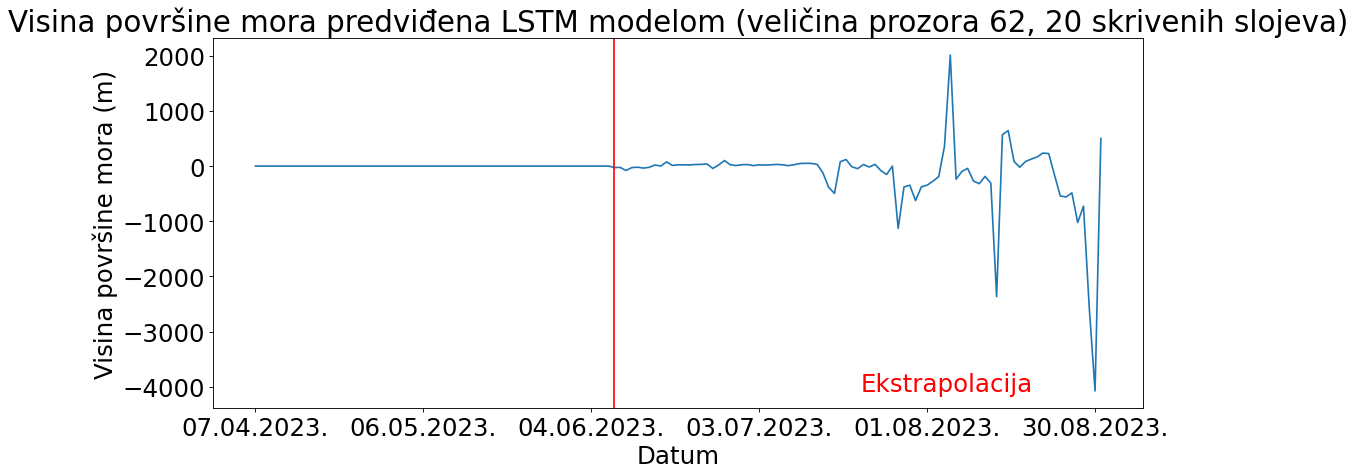 Visina površine mora predviđena LSTM modelom (veličina prozora 62, 20 skrivenih slojeva)
Visina površine mora (m)
2000
1000
0
−1000
−2000
−3000
−4000
Ekstrapolacija
07.04.2023. 06.05.2023. 04.06.2023. 03.07.2023. 01.08.2023. 30.08.2023.
Datum